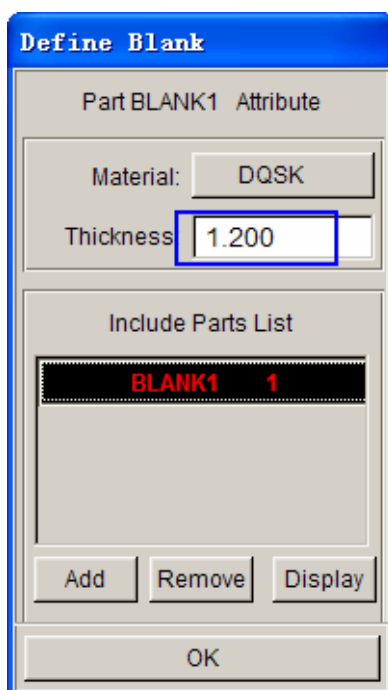 Define Blank
Part BLANK1 Attribute
Material: DQSK
Thickness 1.200
Include Parts List
BLANK1 1
Add Remove Display
OK